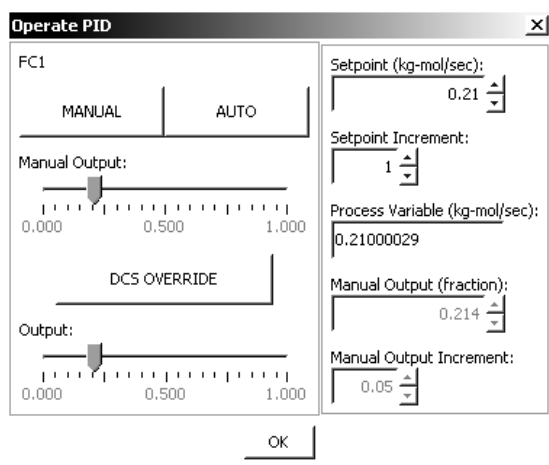 Operate PID
FC1
MANUAL
AUTO
Manual Output:
0.000
0.500
1.000
DCS OVERRIDE
Output:
0.000
0.500
1.000
Setpoint (kg-mol/sec):
0.21
Setpoint Increment:
1
Process Variable (kg-mol/sec):
0.21000029
Manual Output (fraction):
0.214
Manual Output Increment:
0.05
OK